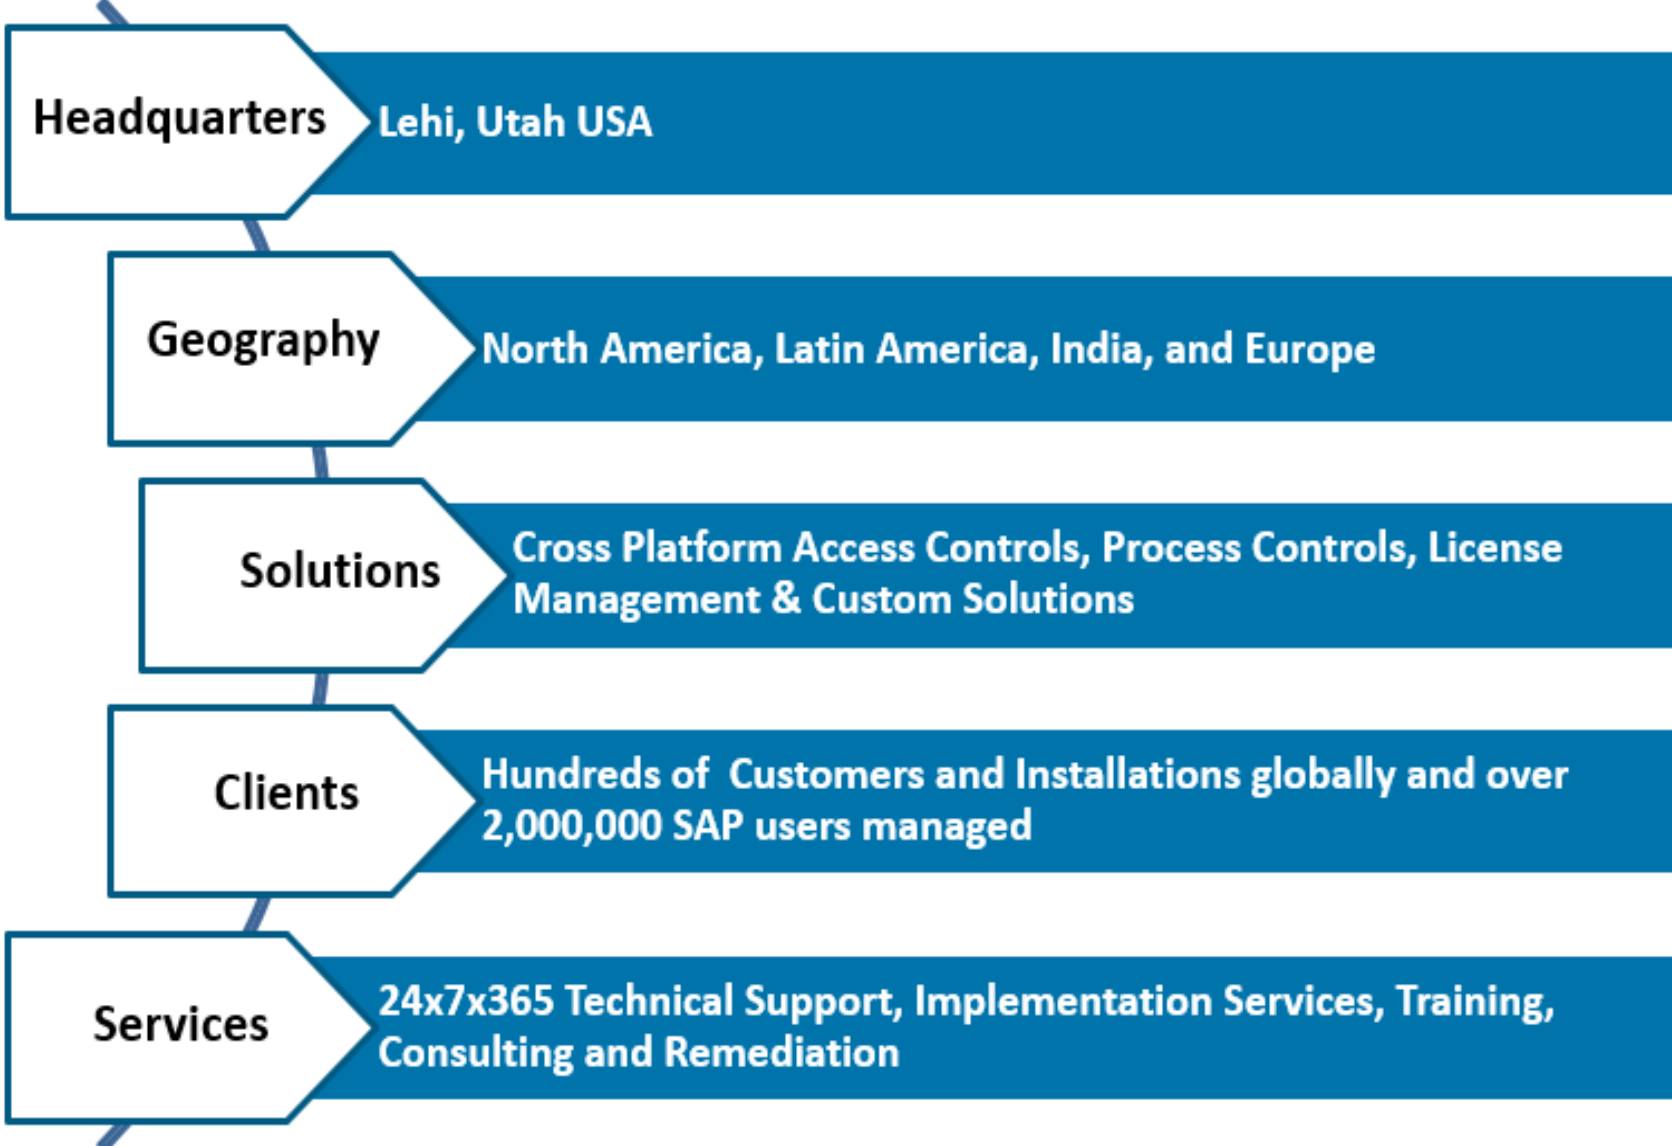 Headquarters
Lehi, Utah USA
Geography
North America, Latin America, India, and Europe
Solutions
Cross Platform Access Controls, Process Controls, License
Management & Custom Solutions
Clients
Hundreds of  Customers and Installations globally and over
2,000,000 SAP users managed
Services
24x7x365 Technical Support, Implementation Services, Training,
Consulting and Remediation